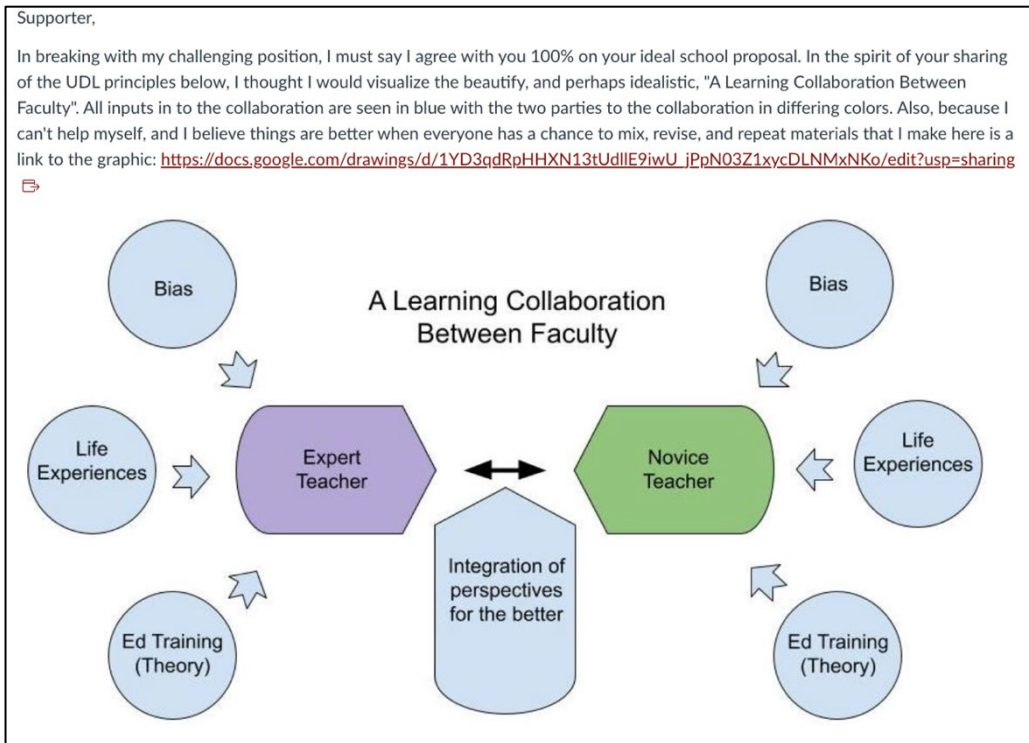 Supporter,
In breaking with my challenging position, I must say I agree with you 100% on your ideal school proposal. In the spirit of your sharing
of the UDL principles below, I thought I would visualize the beautify, and perhaps idealistic, "A Learning Collaboration Between
Faculty". All inputs in to the collaboration are seen in blue with the two parties to the collaboration in differing colors. Also, because I
can't help myself, and I believe things are better when everyone has a chance to mix, revise, and repeat materials that I make here is a
link to the graphic: https://docs.google.com/drawings/d/1YD3qdRpHHXN13tUdllE9iwU_jPpN03Z1xycDLNMxNKo/edit?usp=sharing
Bias
A Learning Collaboration
Between Faculty
Bias
Life
Experiences
Expert
Teacher
Novice
Teacher
Life
Experiences
Integration of
perspectives
for the better
Ed Training
(Theory)
Ed Training
(Theory)